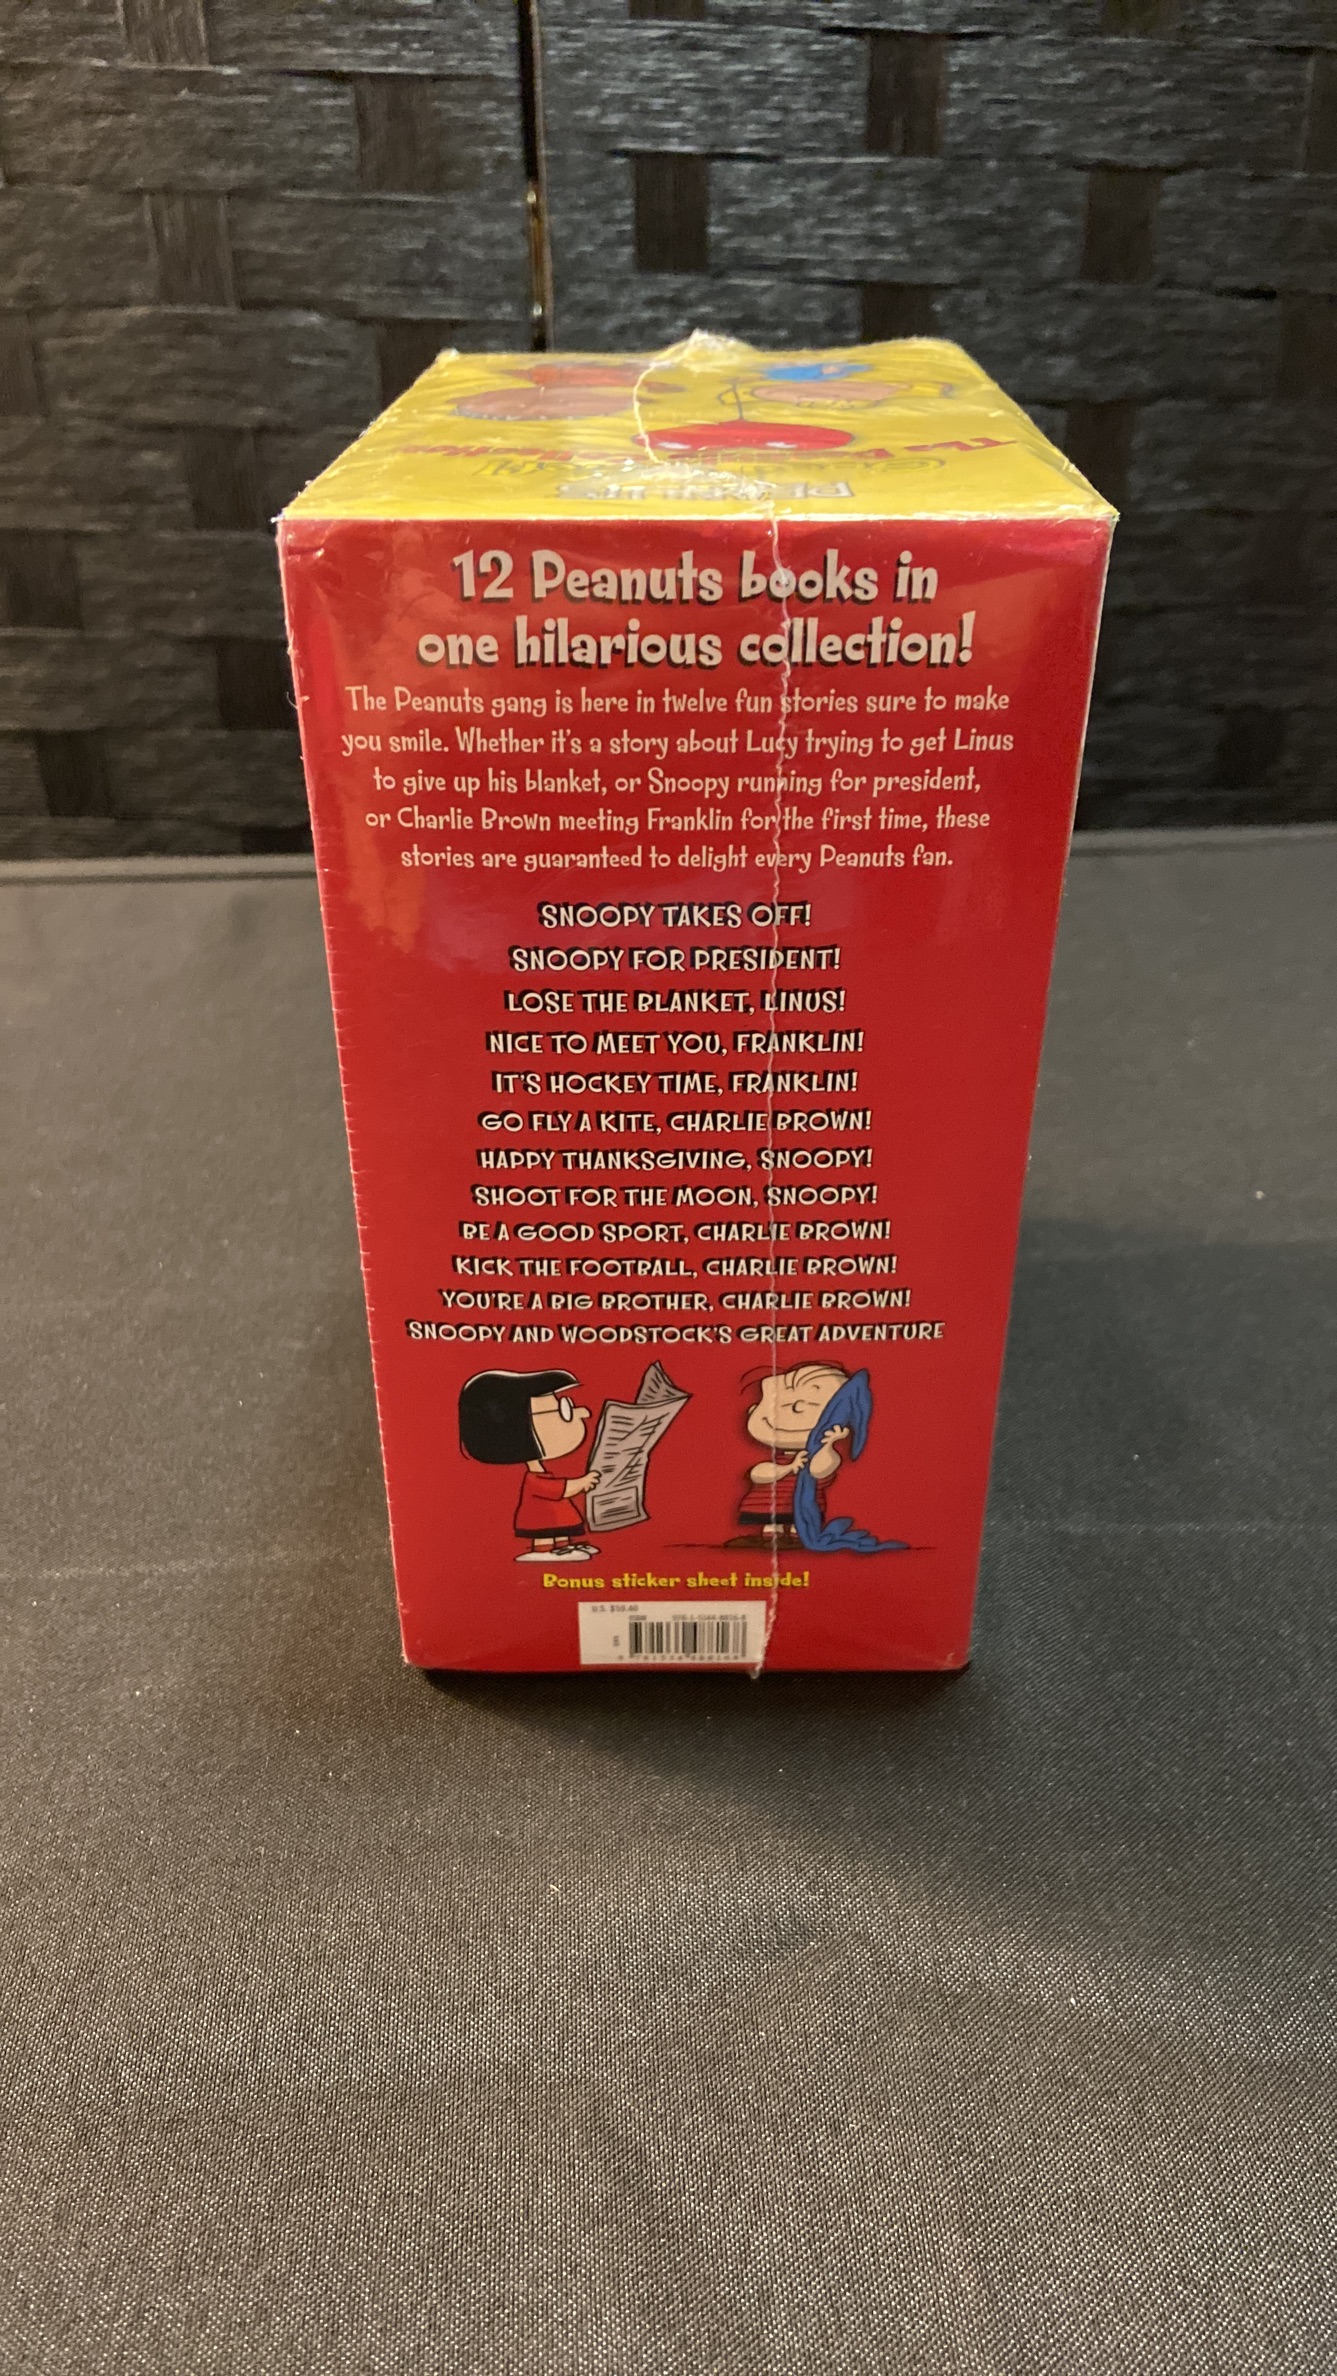 PEANUTS
12 Peanuts books in
one hilarious collection!
The Peanuts gang is here in twelve fun stories sure to make
you smile. Whether it's a story about Lucy trying to get Linus
to give up his blanket, or Snoopy running for president,
or Charlie Brown meeting Franklin for the first time, these
stories are guaranteed to delight every Peanuts fan.
SNOOPY TAKES OFF!
SNOOPY FOR PRESIDENT!
LOSE THE BLANKET, LINUS!
NICE TO MEET YOU, FRANKLIN!
IT'S HOCKEY TIME, FRANKLIN!
GO FLY A KITE, CHARLIE BROWN!
HAPPY THANKSGIVING, SNOOPY!
SHOOT FOR THE MOON, SNOOPY!
BE A GOOD SPORT, CHARLIE BROWN!
KICK THE FOOTBALL, CHARLIE BROWN!
YOU'RE A BIG BROTHER, CHARLIE BROWN!
SNOOPY AND WOODSTOCK'S GREAT ADVENTURE
Bonus sticker sheet inside!
U.S.
ISBN